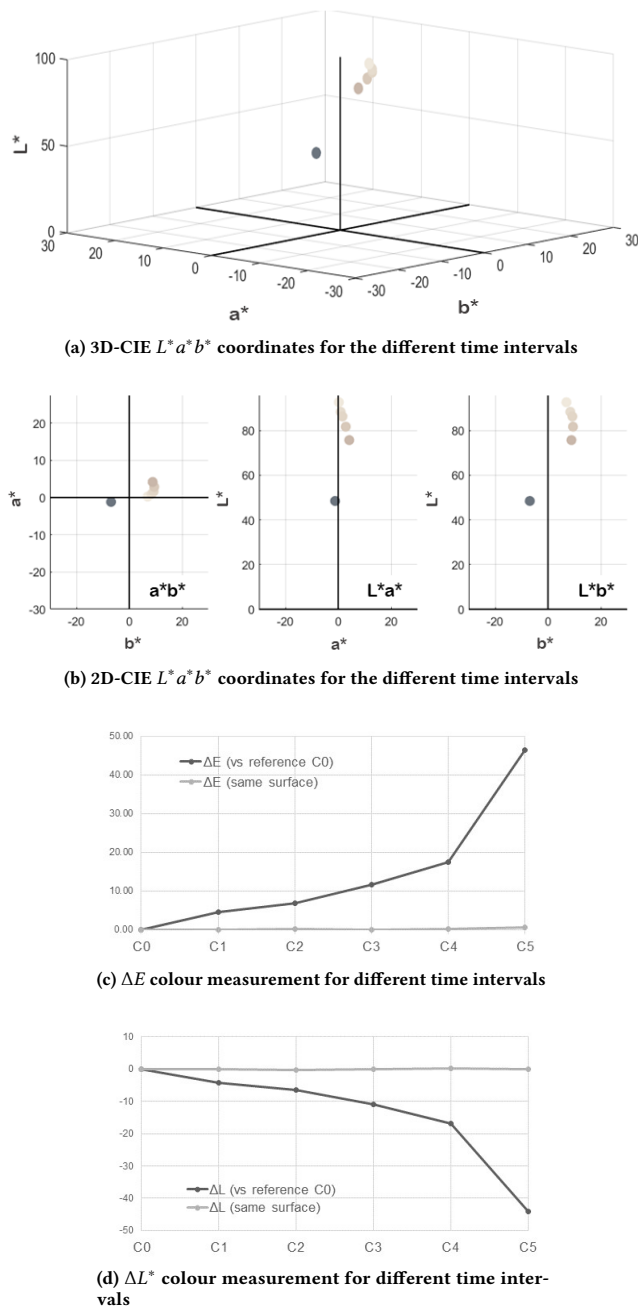 100
50
0
L*
30
20
10
0
-10
-20
-30
a*
-30
-20
-10
0
10
20
30
b*
(a) 3D-CIE L*a*b* coordinates for the different time intervals
20
10
0
-10
-20
-30
a*
-20
0
20
b*
a*b*
80
60
40
20
0
L*
-20
0
20
a*
L*a*
80
60
40
20
0
L*
-20
0
20
b*
L*b*
(b) 2D-CIE L*a*b* coordinates for the different time intervals
50.00
40.00
30.00
20.00
10.00
0.00
ΔE (vs reference C0)
ΔE (same surface)
C0 C1 C2 C3 C4 C5
(c) ΔE colour measurement for different time intervals
10
0
-10
-20
-30
-40
-50
ΔL (vs reference C0)
ΔL (same surface)
C0 C1 C2 C3 C4 C5
(d) ΔL* colour measurement for different time inter-
vals